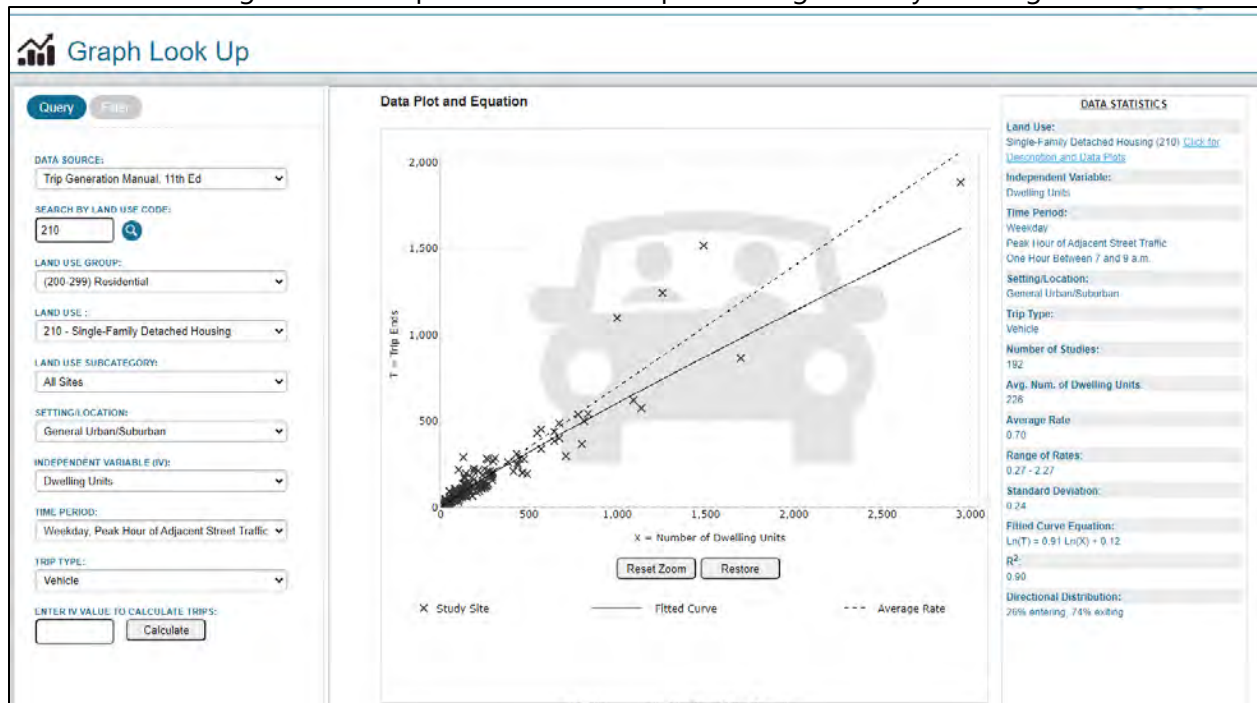 Graph Look Up
Query
Filter
DATA SOURCE:
Trip Generation Manual, 11th Ed
SEARCH BY LAND USE CODE:
210
LAND USE GROUP:
(200-299) Residential
LAND USE :
210 - Single-Family Detached Housing
LAND USE SUBCATEGORY:
All Sites
SETTING/LOCATION:
General Urban/Suburban
INDEPENDENT VARIABLE (IV):
Dwelling Units
TIME PERIOD:
Weekday, Peak Hour of Adjacent Street Traffic
TRIP TYPE:
Vehicle
ENTER IV VALUE TO CALCULATE TRIPS:
Calculate
Data Plot and Equation
2,000
1,500
1,000
500
0
T = Trip Ends
0
500
1,000
1,500
2,000
2,500
3,000
X = Number of Dwelling Units
Reset Zoom
Restore
Study Site
Fitted Curve
Average Rate
DATA STATISTICS
Land Use:
Single-Family Detached Housing (210) Click for
Description and Data Plots
Independent Variable:
Dwelling Units
Time Period:
Weekday
Peak Hour of Adjacent Street Traffic
One Hour Between 7 and 9 a.m.
Setting/Location:
General Urban/Suburban
Trip Type:
Vehicle
Number of Studies:
192
Avg. Num. of Dwelling Units:
226
Average Rate:
0.70
Range of Rates:
0.27 - 2.27
Standard Deviation:
0.24
Fitted Curve Equation:
Ln(T) = 0.91 Ln(X) + 0.12
R²:
0.90
Directional Distribution:
26% entering, 74% exiting